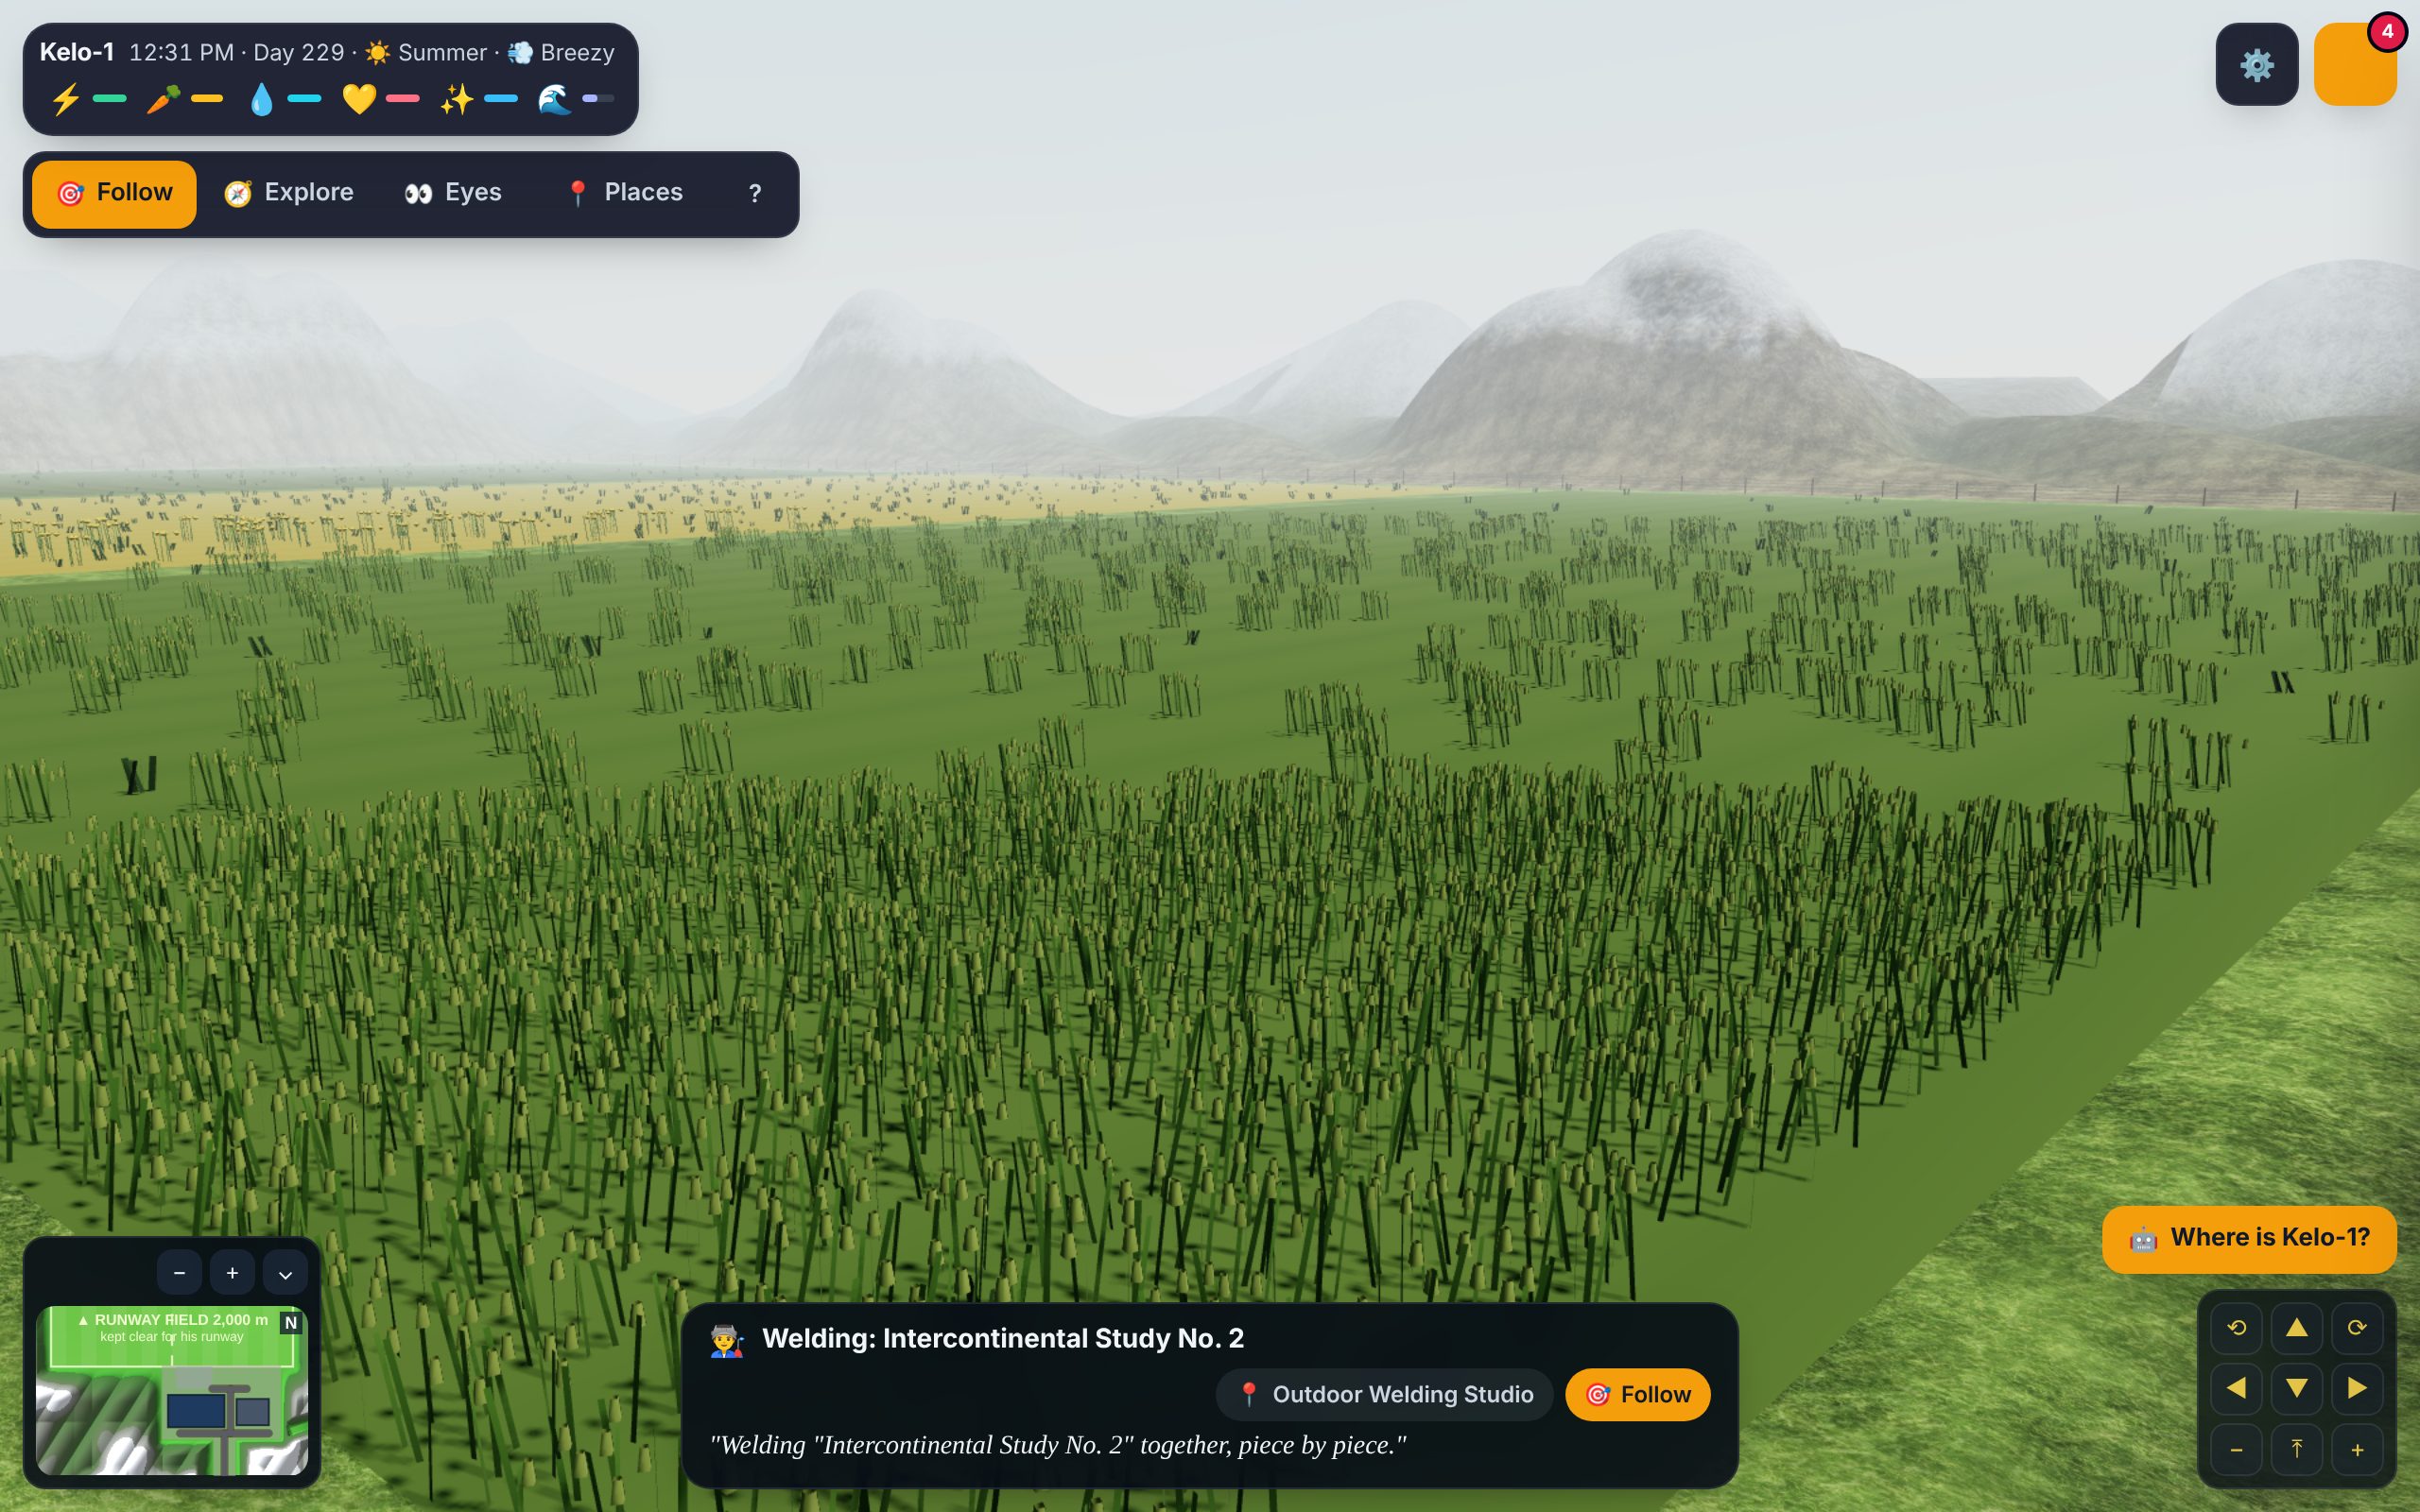 Kelo-1 12:31 PM · Day 229 · ☀️ Summer · 💨 Breezy
4
Follow Explore Eyes Places ?
▲ RUNWAY FIELD 2,000 m
N
kept clear for his runway
Where is Kelo-1?
Welding: Intercontinental Study No. 2
Outdoor Welding Studio Follow
"Welding "Intercontinental Study No. 2" together, piece by piece."